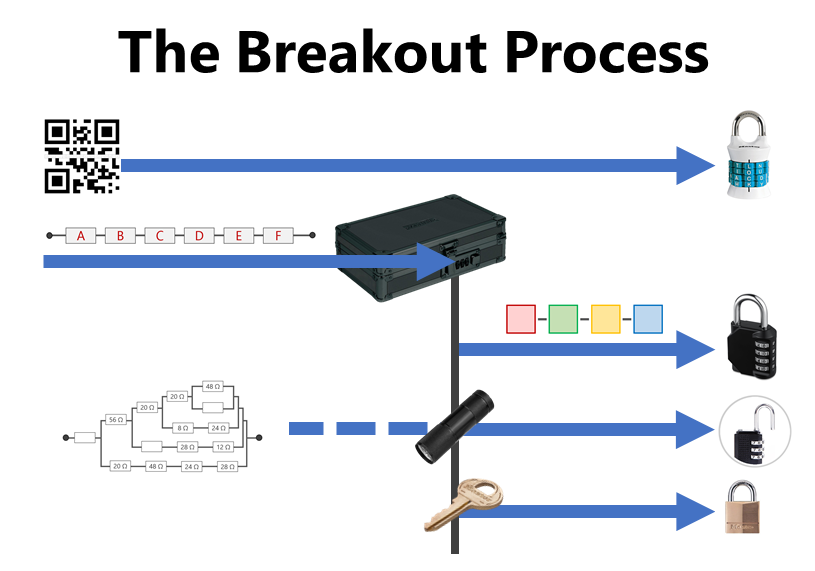 The Breakout Process
A B C D E F
48 Ω
20 Ω
20 Ω
56 Ω
8 Ω 24 Ω
28 Ω 12 Ω
20 Ω 48 Ω 24 Ω 28 Ω